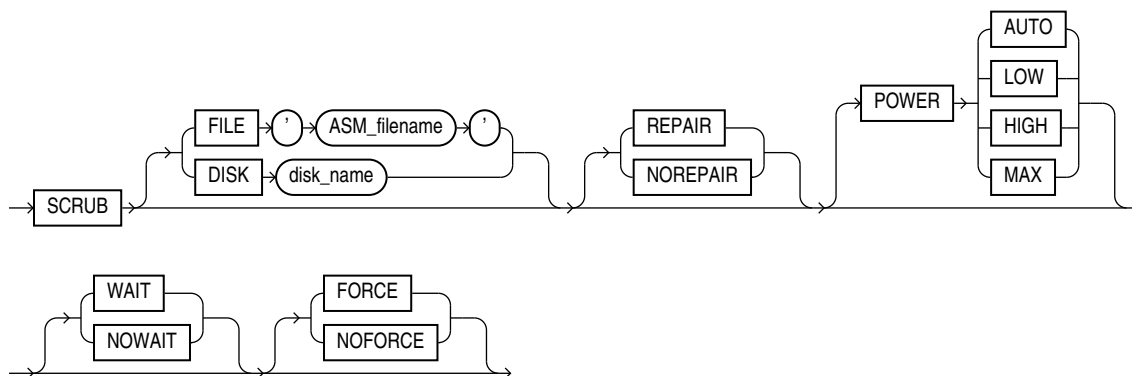 SCRUB
FILE ' ASM_filename '
DISK disk_name
REPAIR
NOREPAIR
POWER
AUTO
LOW
HIGH
MAX
WAIT
NOWAIT
FORCE
NOFORCE